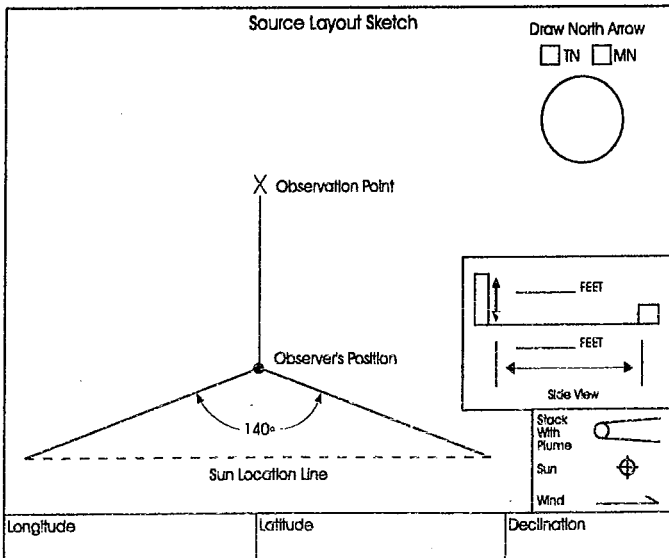 Source Layout Sketch
Draw North Arrow
TN MN
X Observation Point
FEET
Observer's Position
FEET
Side View
140°
Stack
With
Plume
Sun Location Line
Sun
Wind
Longitude
Latitude
Declination